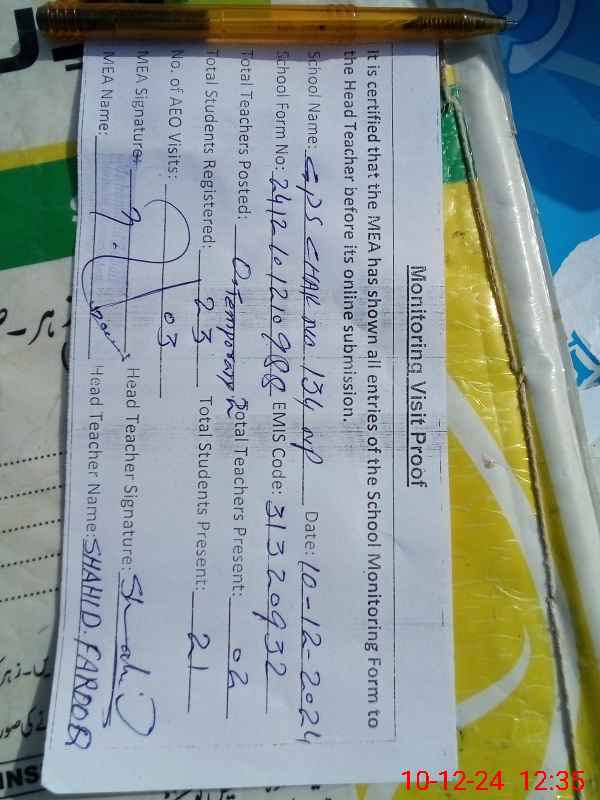 Monitoring Visit Proof
It is certified that the MEA has shown all entries of the School Monitoring Form to
the Head Teacher before its online submission.
School Name: GPS CHAK NO 134 NP Date: 10-12-2024
School Form No: 2412101210988 EMIS Code: 31320932
Total Teachers Posted: 0+Temporary 2 Total Teachers Present: 02
Total Students Registered: 23 Total Students Present: 21
No. of AEO Visits: 03
MEA Signature: Head Teacher Signature: Shahid
MEA Name: Head Teacher Name: SHAHID FAROOQ
10-12-24 12:35